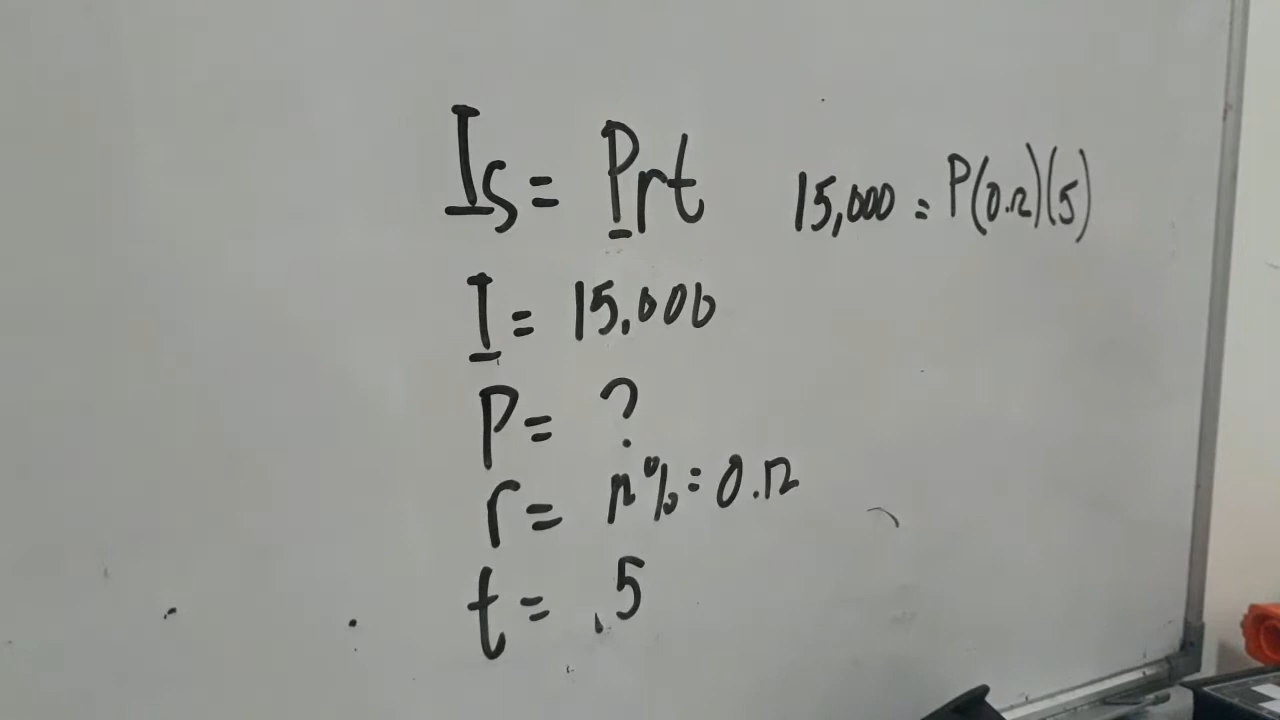 Is = Prt
15,000 = P(0.12)(5)
I = 15,000
P = ?
r = 12% = 0.12
t = 5